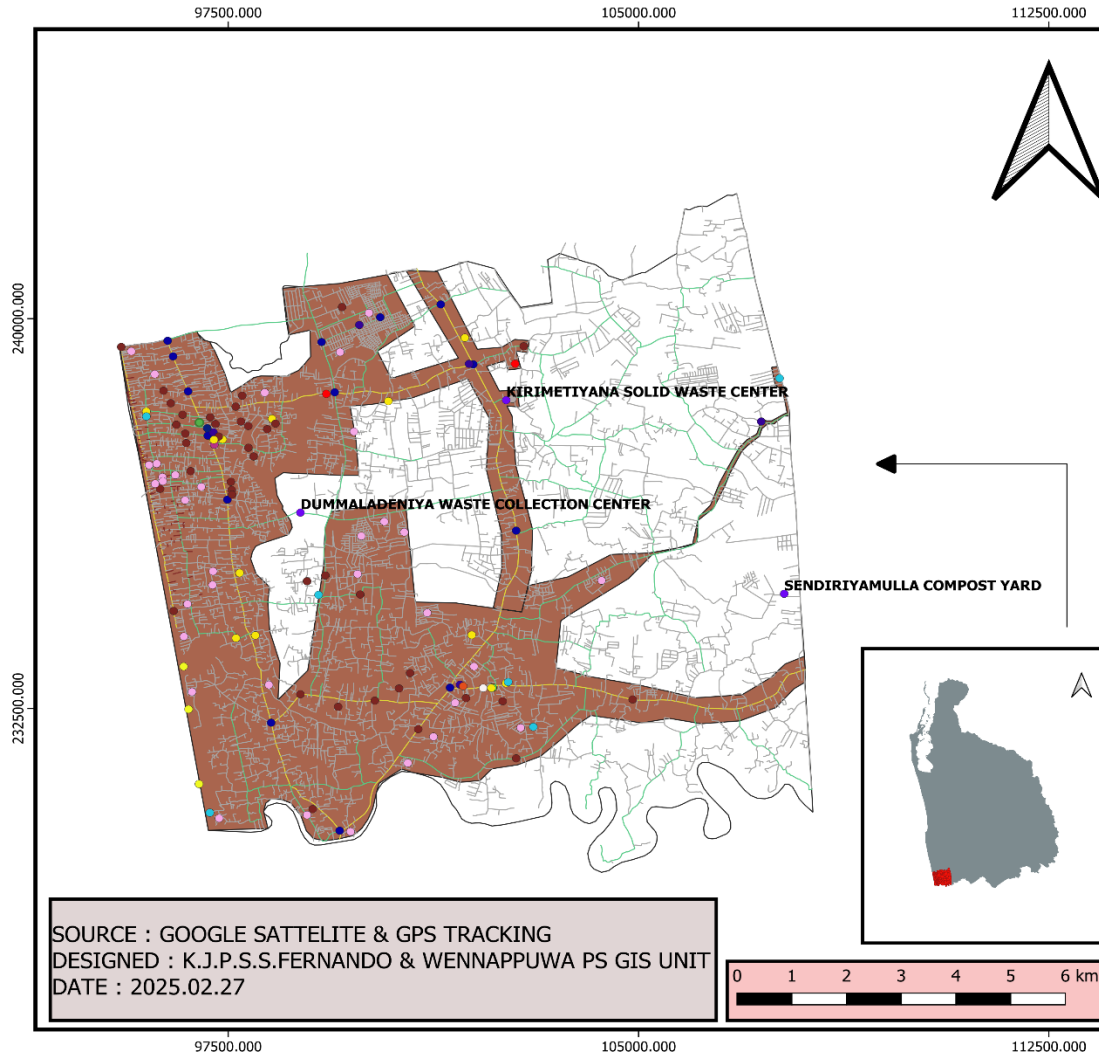 97500.000 105000.000 112500.000
240000.000
KIRIMETIYANA SOLID WASTE CENTER
DUMMALADENIYA WASTE COLLECTION CENTER
SENDIRIYAMULLA COMPOST YARD
232500.000
SOURCE : GOOGLE SATTELITE & GPS TRACKING
DESIGNED : K.J.P.S.S.FERNANDO & WENNAPPUWA PS GIS UNIT
DATE : 2025.02.27
0 1 2 3 4 5 6 km
97500.000 105000.000 112500.000